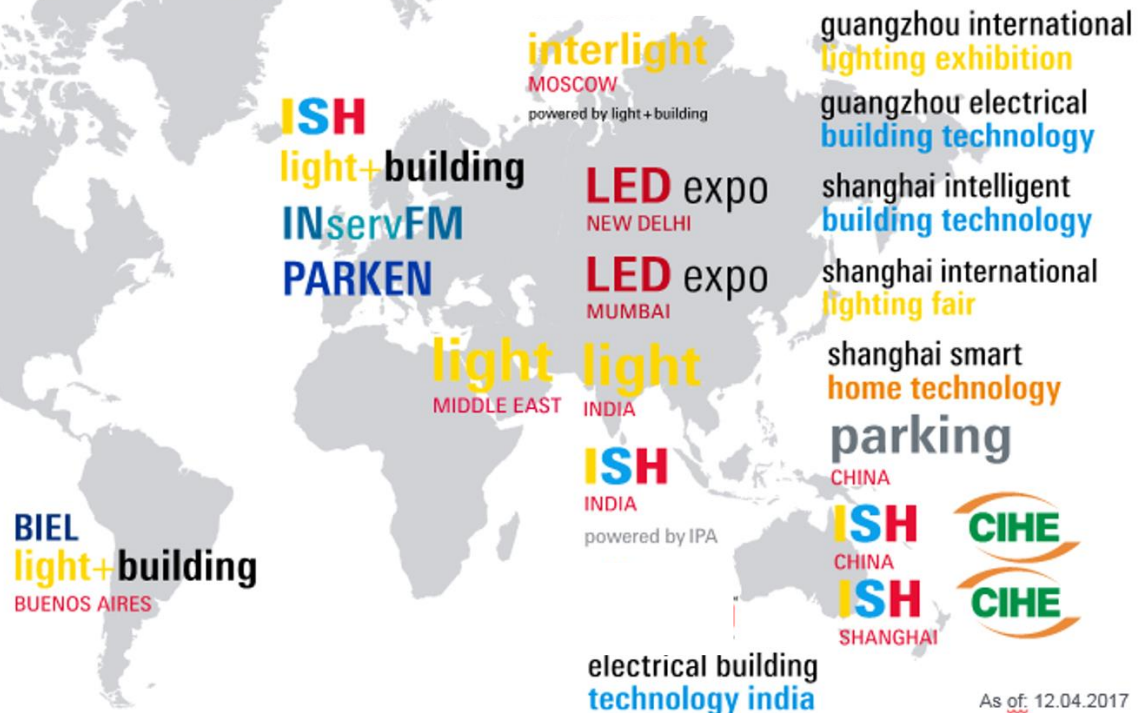 ISH
light+building
INservFM
PARKEN
BIEL
light+building
BUENOS AIRES
interlight
MOSCOW
powered by light+building
LED expo
NEW DELHI
LED expo
MUMBAI
light
MIDDLE EAST
light
INDIA
ISH
INDIA
powered by IPA
electrical building
technology india
guangzhou international
lighting exhibition
guangzhou electrical
building technology
shanghai intelligent
building technology
shanghai international
lighting fair
shanghai smart
home technology
parking
CHINA
ISH CIHE
CHINA
ISH CIHE
SHANGHAI
As of: 12.04.2017